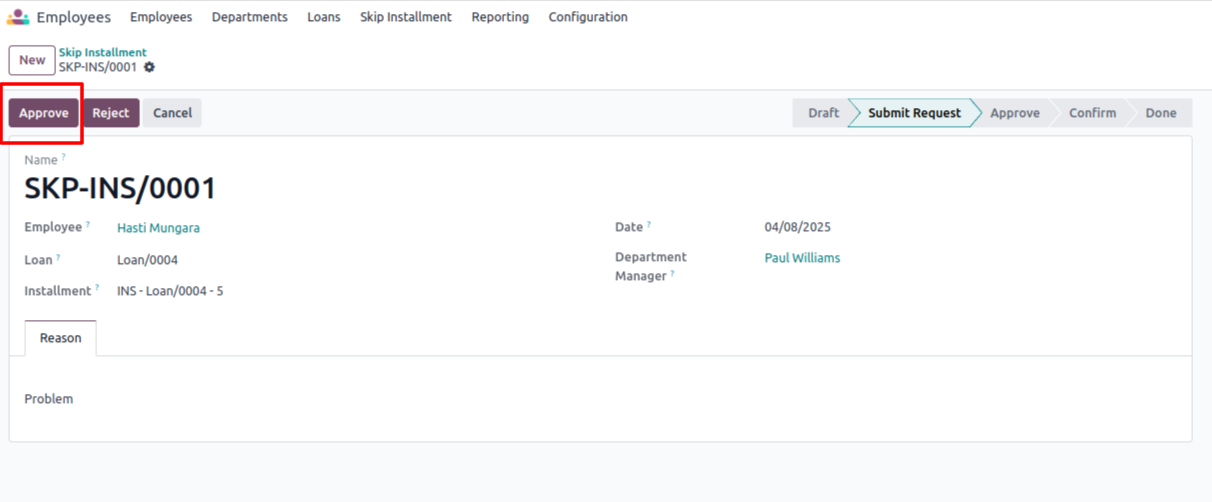 Employees Employees Departments Loans Skip Installment Reporting Configuration
New
Skip Installment
SKP-INS/0001
Approve Reject Cancel Draft Submit Request Approve Confirm Done
Name ?
SKP-INS/0001
Employee ? Hasti Mungara Date ? 04/08/2025
Loan ? Loan/0004 Department Manager ? Paul Williams
Installment ? INS - Loan/0004 - 5
Reason
Problem